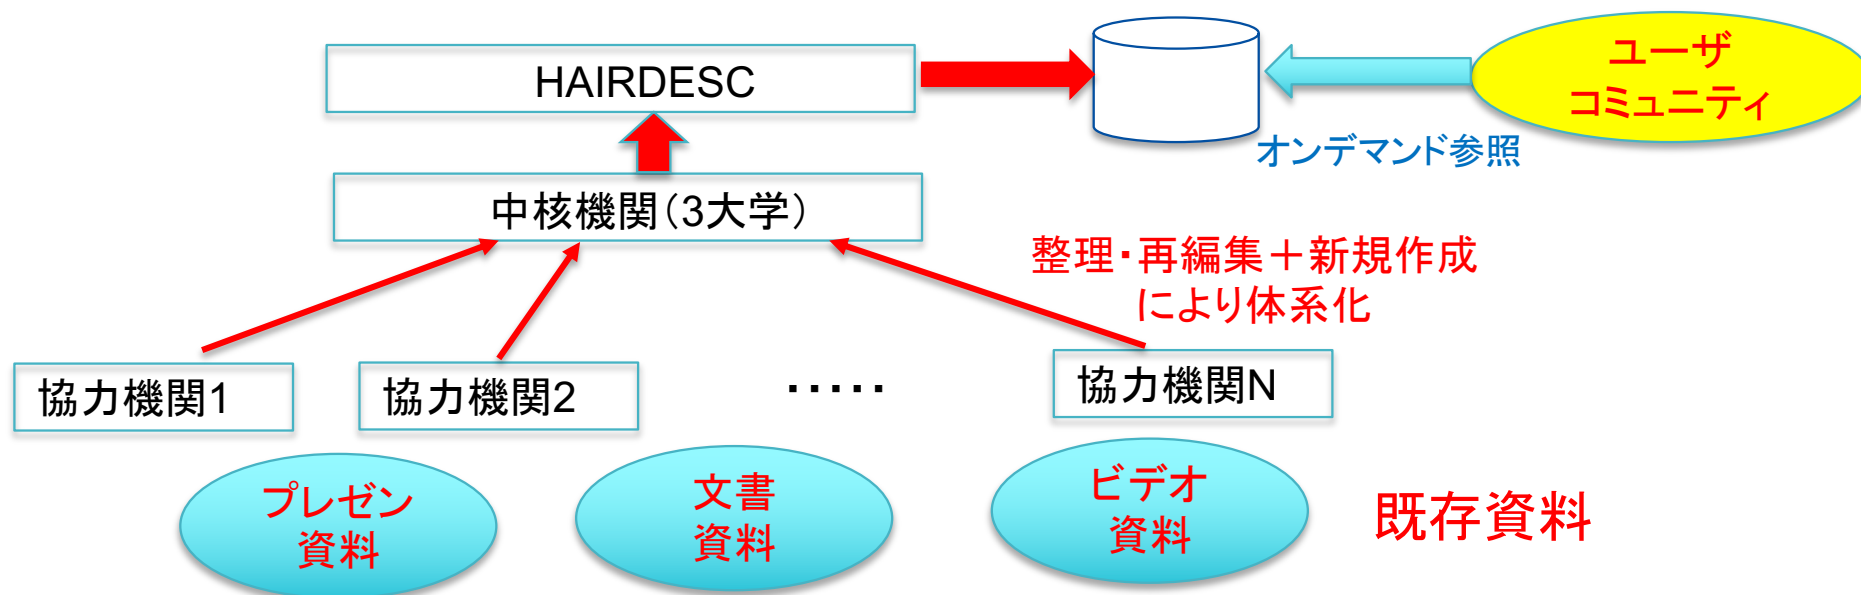 HAIRDESC
ユーザ
コミュニティ
オンデマンド参照
中核機関(3大学)
整理・再編集+新規作成
により体系化
協力機関1
協力機関2
・・・・・
協力機関N
プレゼン
資料
文書
資料
ビデオ
資料
既存資料